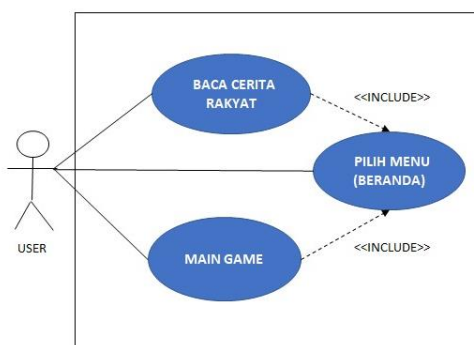 BACA CERITA
RAKYAT
<<INCLUDE>>
PILIH MENU
(BERANDA)
USER
MAIN GAME
<<INCLUDE>>